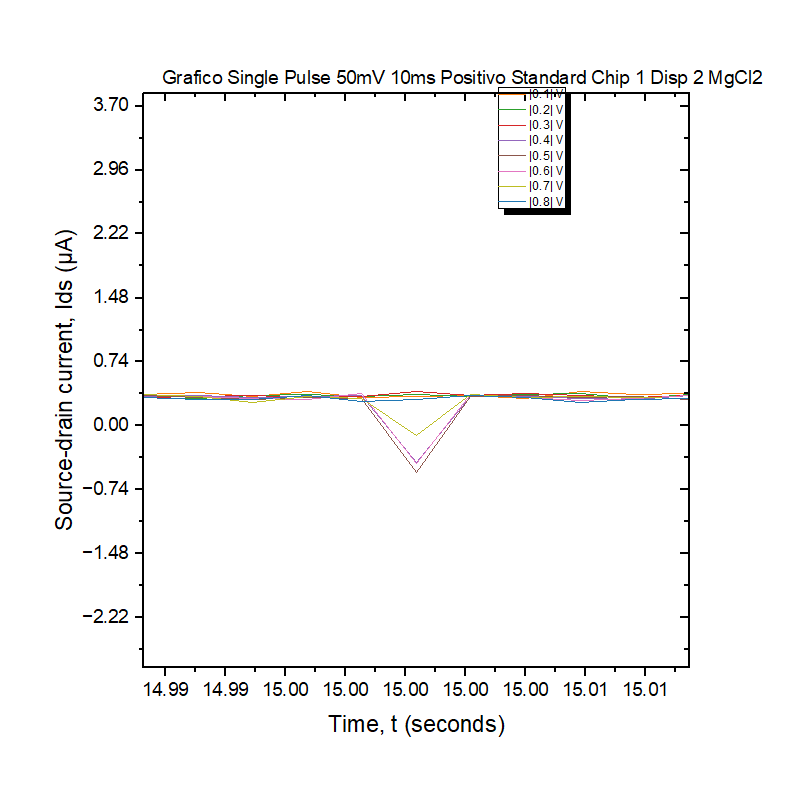 Grafico Single Pulse 50mV 10ms Positivo Standard Chip 1 Disp 2 MgCl2
|0.1| V
|0.2| V
|0.3| V
|0.4| V
|0.5| V
|0.6| V
|0.7| V
|0.8| V
3.70
2.96
2.22
1.48
0.74
0.00
−0.74
−1.48
−2.22
Source-drain current, Ids (μA)
14.99 14.99 15.00 15.00 15.00 15.00 15.00 15.01 15.01
Time, t (seconds)